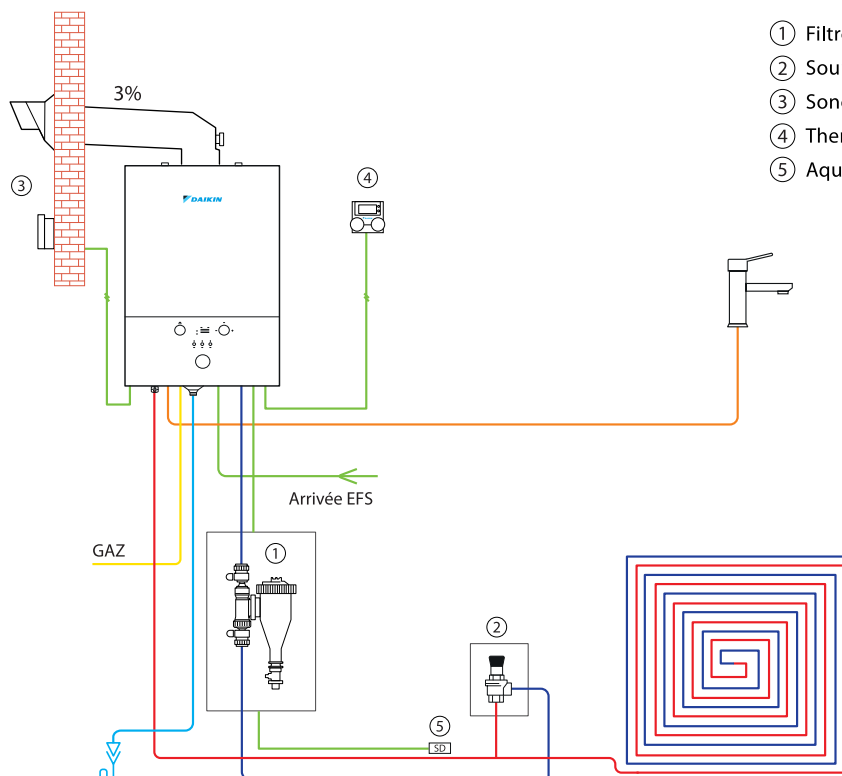 ① Filtr
② Sou
③ Son
④ Ther
⑤ Aqu
3%
③
④
DAIKIN
Arrivée EFS
GAZ
①
②
⑤
SD